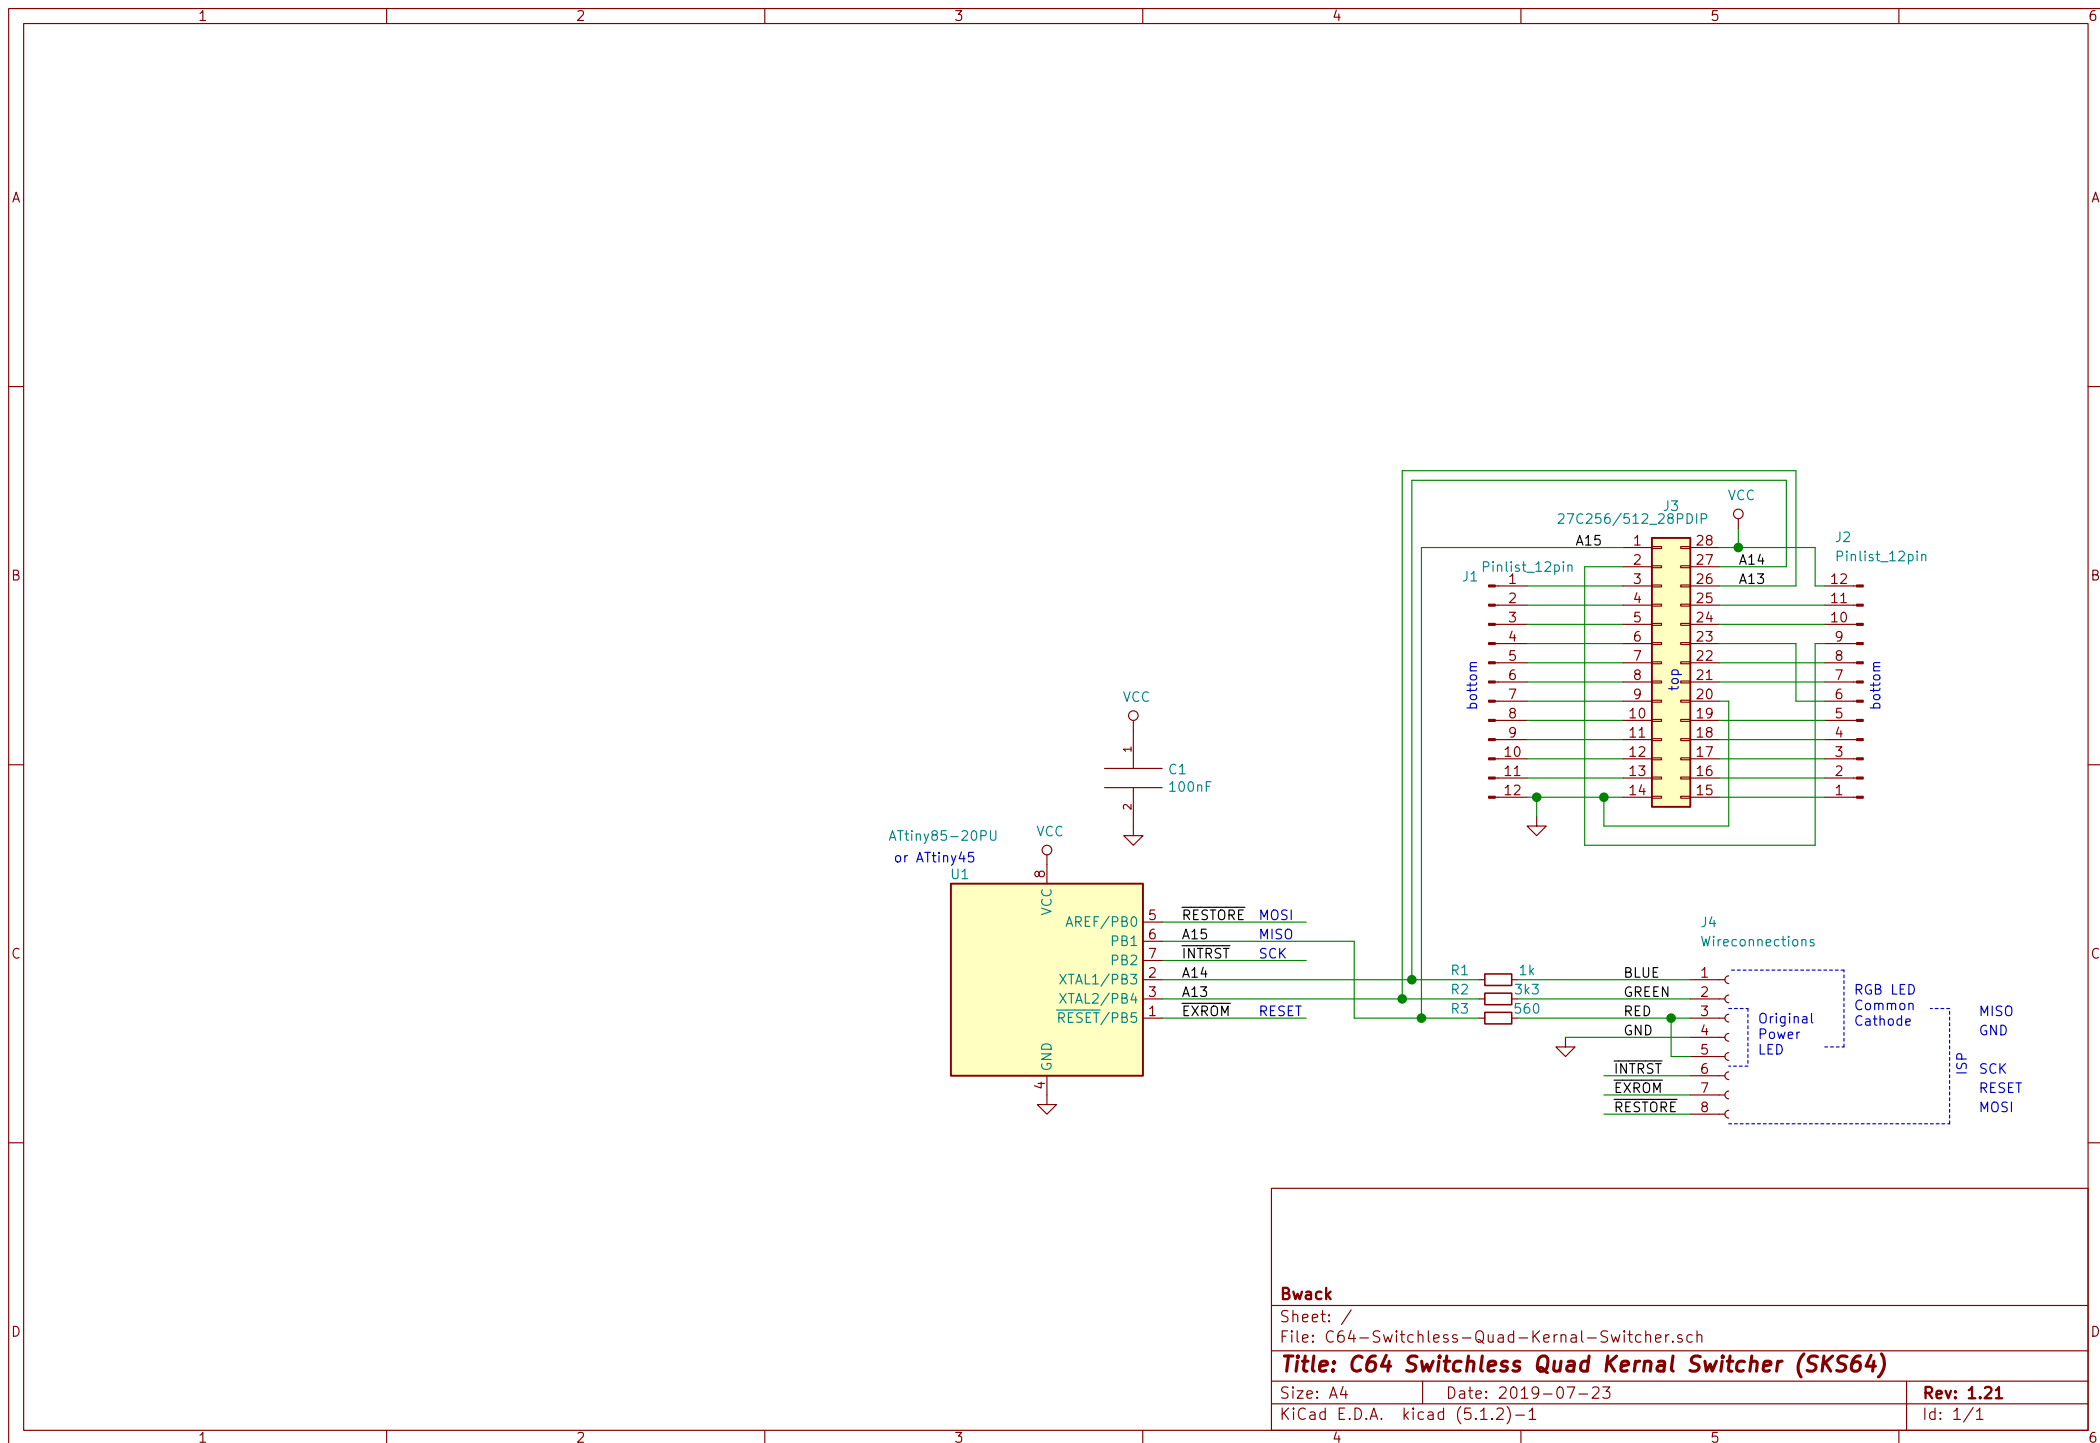 1 2 3 4 5 6
A A
B B
C C
D D
1 2 3 4 5 6
VCC
J3
27C256/512_28PDIP
A15
A14
A13
J2
Pinlist_12pin
J1
Pinlist_12pin
1
2
3
4
5
6
7
8
9
10
11
12
bottom
1
2
3
4
5
6
7
8
9
10
11
12
13
14
top
28
27
26
25
24
23
22
21
20
19
18
17
16
15
12
11
10
9
8
7
6
5
4
3
2
1
bottom
VCC
1
C1
100nF
2
ATtiny85-20PU
or ATtiny45
U1
VCC
8
VCC
AREF/PB0 5 RESTORE MOSI
PB1 6 A15 MISO
PB2 7 INTRST SCK
XTAL1/PB3 2 A14
XTAL2/PB4 3 A13
RESET/PB5 1 EXROM RESET
GND
4
R1 1k
R2 3k3
R3 560
J4
Wireconnections
BLUE 1
GREEN 2
RED 3
GND 4
5
INTRST 6
EXROM 7
RESTORE 8
Original
Power
LED
RGB LED
Common
Cathode
ISP
MISO
GND
SCK
RESET
MOSI
Bwack
Sheet: /
File: C64-Switchless-Quad-Kernal-Switcher.sch
Title: C64 Switchless Quad Kernal Switcher (SKS64)
Size: A4 Date: 2019-07-23 Rev: 1.21
KiCad E.D.A. kicad (5.1.2)-1 Id: 1/1